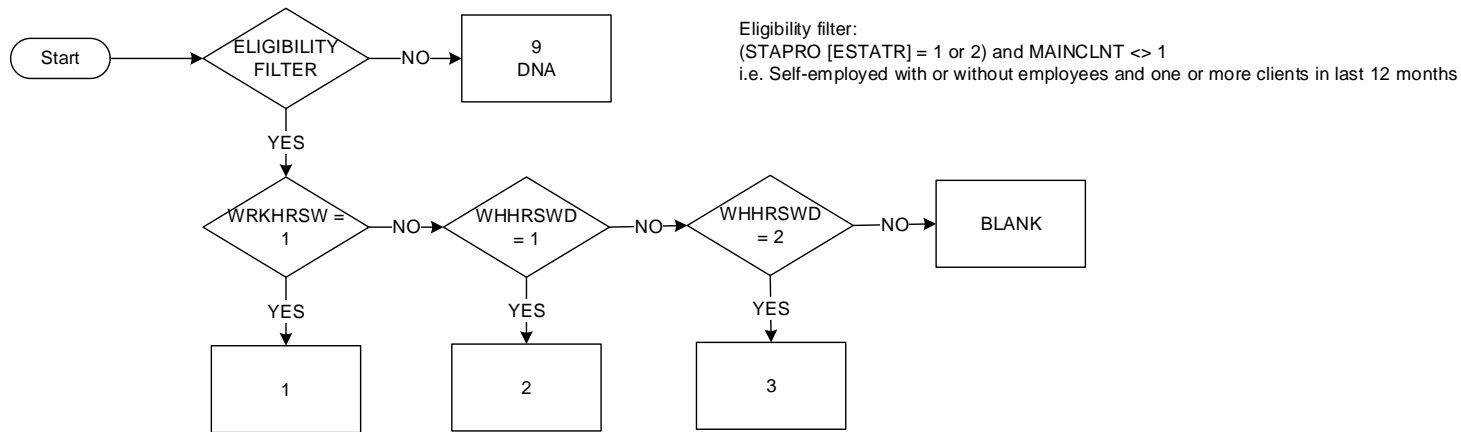 Start
ELIGIBILITY
FILTER
NO
9
DNA
Eligibility filter:
(STAPRO [ESTATR] = 1 or 2) and MAINCLNT <> 1
i.e. Self-employed with or without employees and one or more clients in last 12 months
YES
WRKHRSW =
1
NO
WHHRSWD
= 1
NO
WHHRSWD
= 2
NO
BLANK
YES
YES
YES
1
2
3